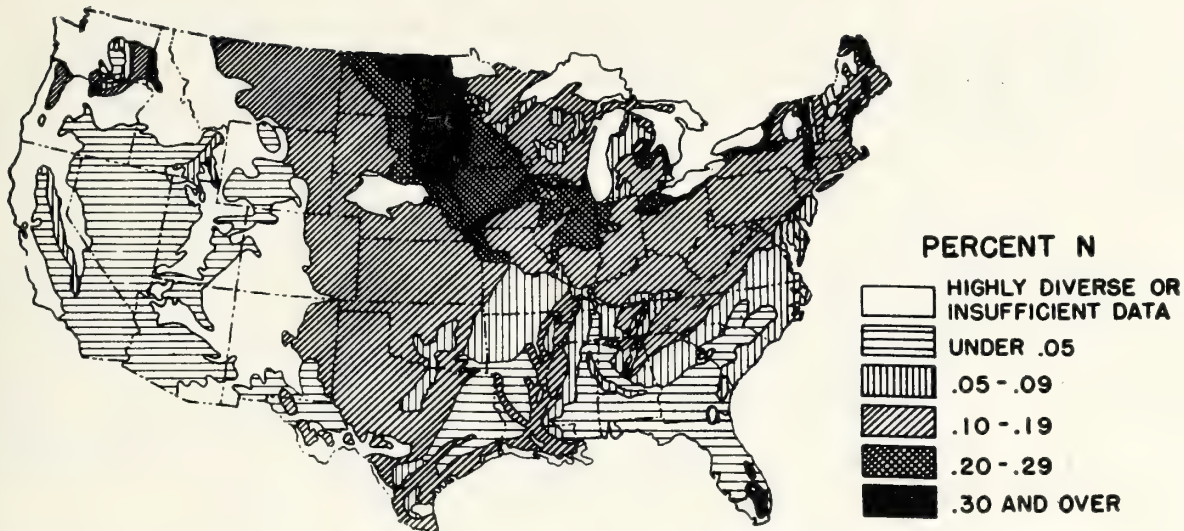 PERCENT N
HIGHLY DIVERSE OR
INSUFFICIENT DATA
UNDER .05
.05 -.09
.10 -.19
.20 -.29
.30 AND OVER